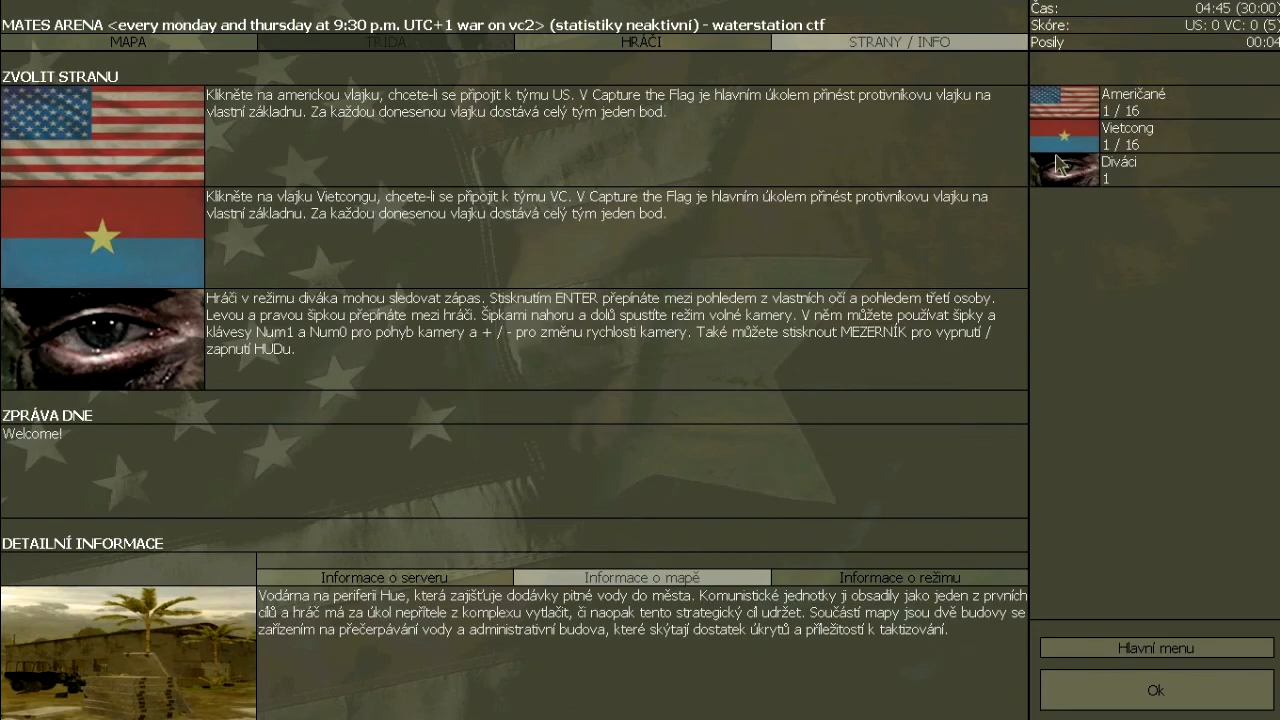 MATES ARENA <every monday and thursday at 9:30 p.m. UTC+1 war on vc2> (statistiky neaktivní) - waterstation ctf
Čas: 04:45 (30:00)
Skóre: US: 0 VC: 0 (5)
Posily 00:04
MAPA TŘÍDA HRÁČI STRANY / INFO
ZVOLIT STRANU
Klikněte na americkou vlajku, chcete-li se připojit k týmu US. V Capture the Flag je hlavním úkolem přinést protivníkovu vlajku na
vlastní základnu. Za každou donesenou vlajku dostává celý tým jeden bod.
Klikněte na vlajku Vietcongu, chcete-li se připojit k týmu VC. V Capture the Flag je hlavním úkolem přinést protivníkovu vlajku na
vlastní základnu. Za každou donesenou vlajku dostává celý tým jeden bod.
Hráči v režimu diváka mohou sledovat zápas. Stisknutím ENTER přepínáte mezi pohledem z vlastních očí a pohledem třetí osoby.
Levou a pravou šipkou přepínáte mezi hráči. Šipkami nahoru a dolů spustíte režim volné kamery. V něm můžete používat šipky a
klávesy Num1 a Num0 pro pohyb kamery a + / - pro změnu rychlosti kamery. Také můžete stisknout MEZERNÍK pro vypnutí /
zapnutí HUDu.
Američané
1 / 16
Vietcong
1 / 16
Diváci
1
ZPRÁVA DNE
Welcome!
DETAILNÍ INFORMACE
Informace o serveru Informace o mapě Informace o režimu
Vodárna na periferii Hue, která zajišťuje dodávky pitné vody do města. Komunistické jednotky ji obsadily jako jeden z prvních
cílů a hráč má za úkol nepřítele z komplexu vytlačit, či naopak tento strategický cíl udržet. Součástí mapy jsou dvě budovy se
zařízením na přečerpávání vody a administrativní budova, které skýtají dostatek úkrytů a příležitostí k taktizování.
Hlavní menu
Ok